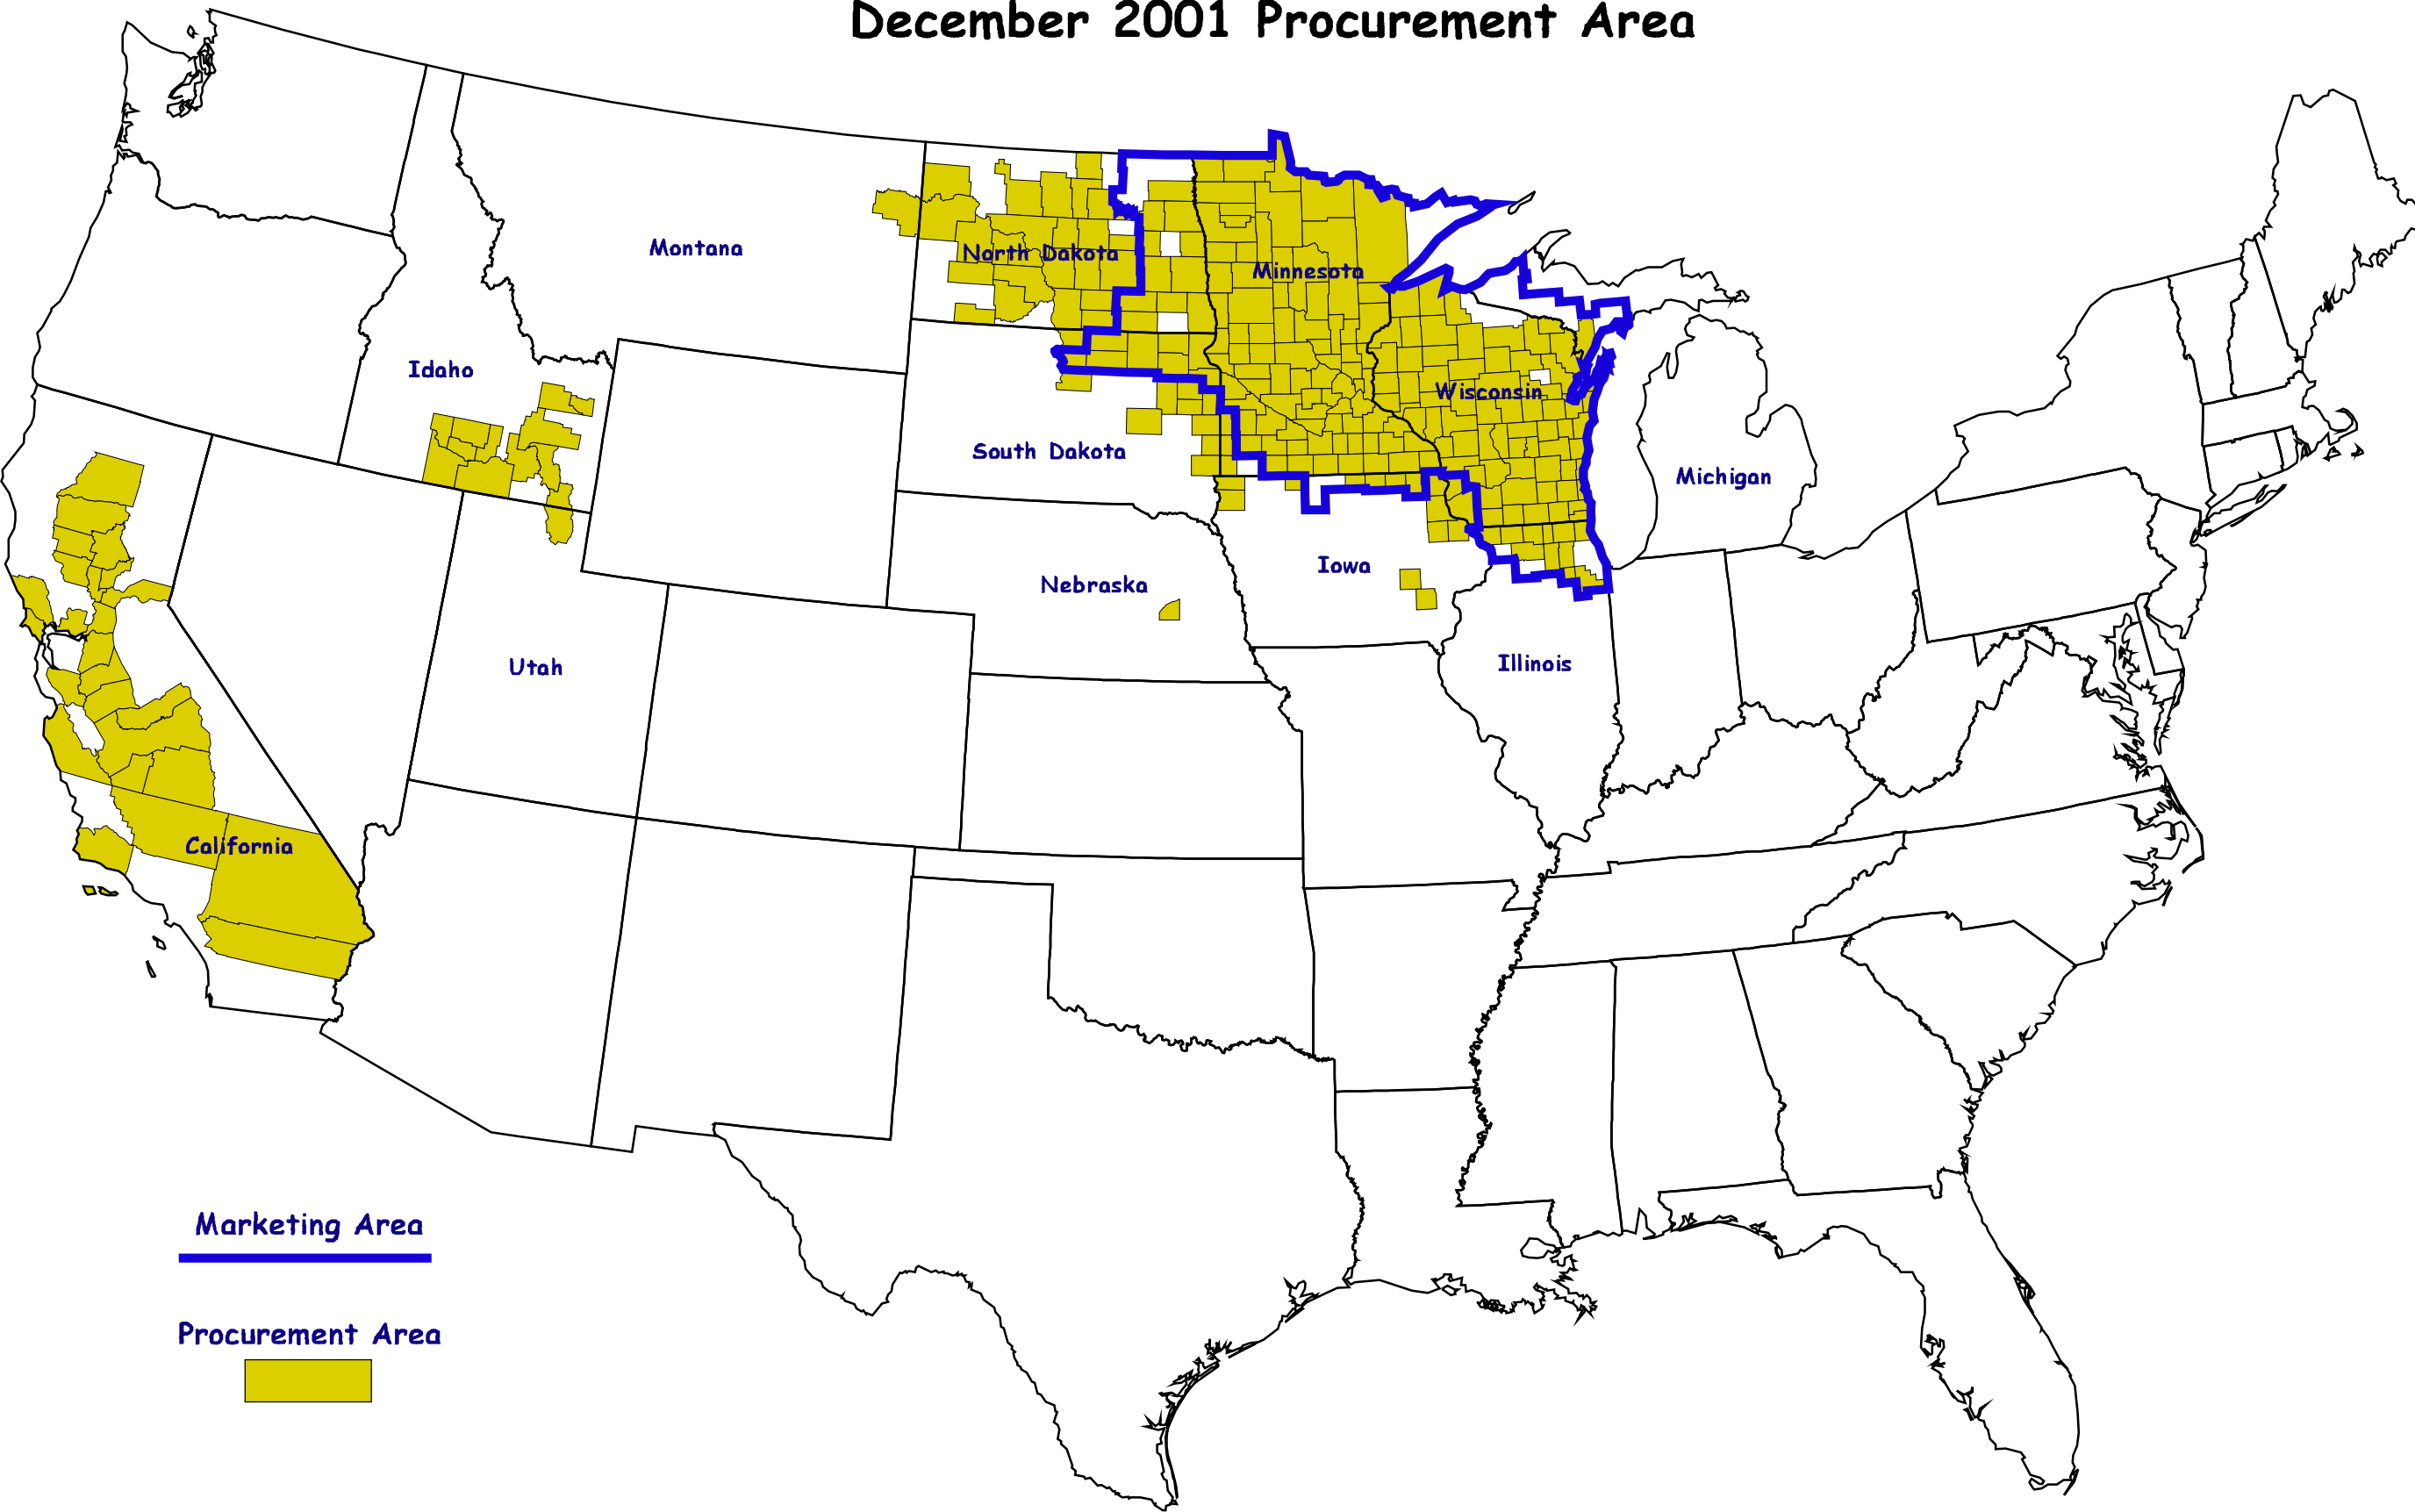 December 2001 Procurement Area
Montana
North Dakota
Minnesota
Idaho
Wisconsin
South Dakota
Michigan
Iowa
Nebraska
Utah
Illinois
California
Marketing Area
Procurement Area